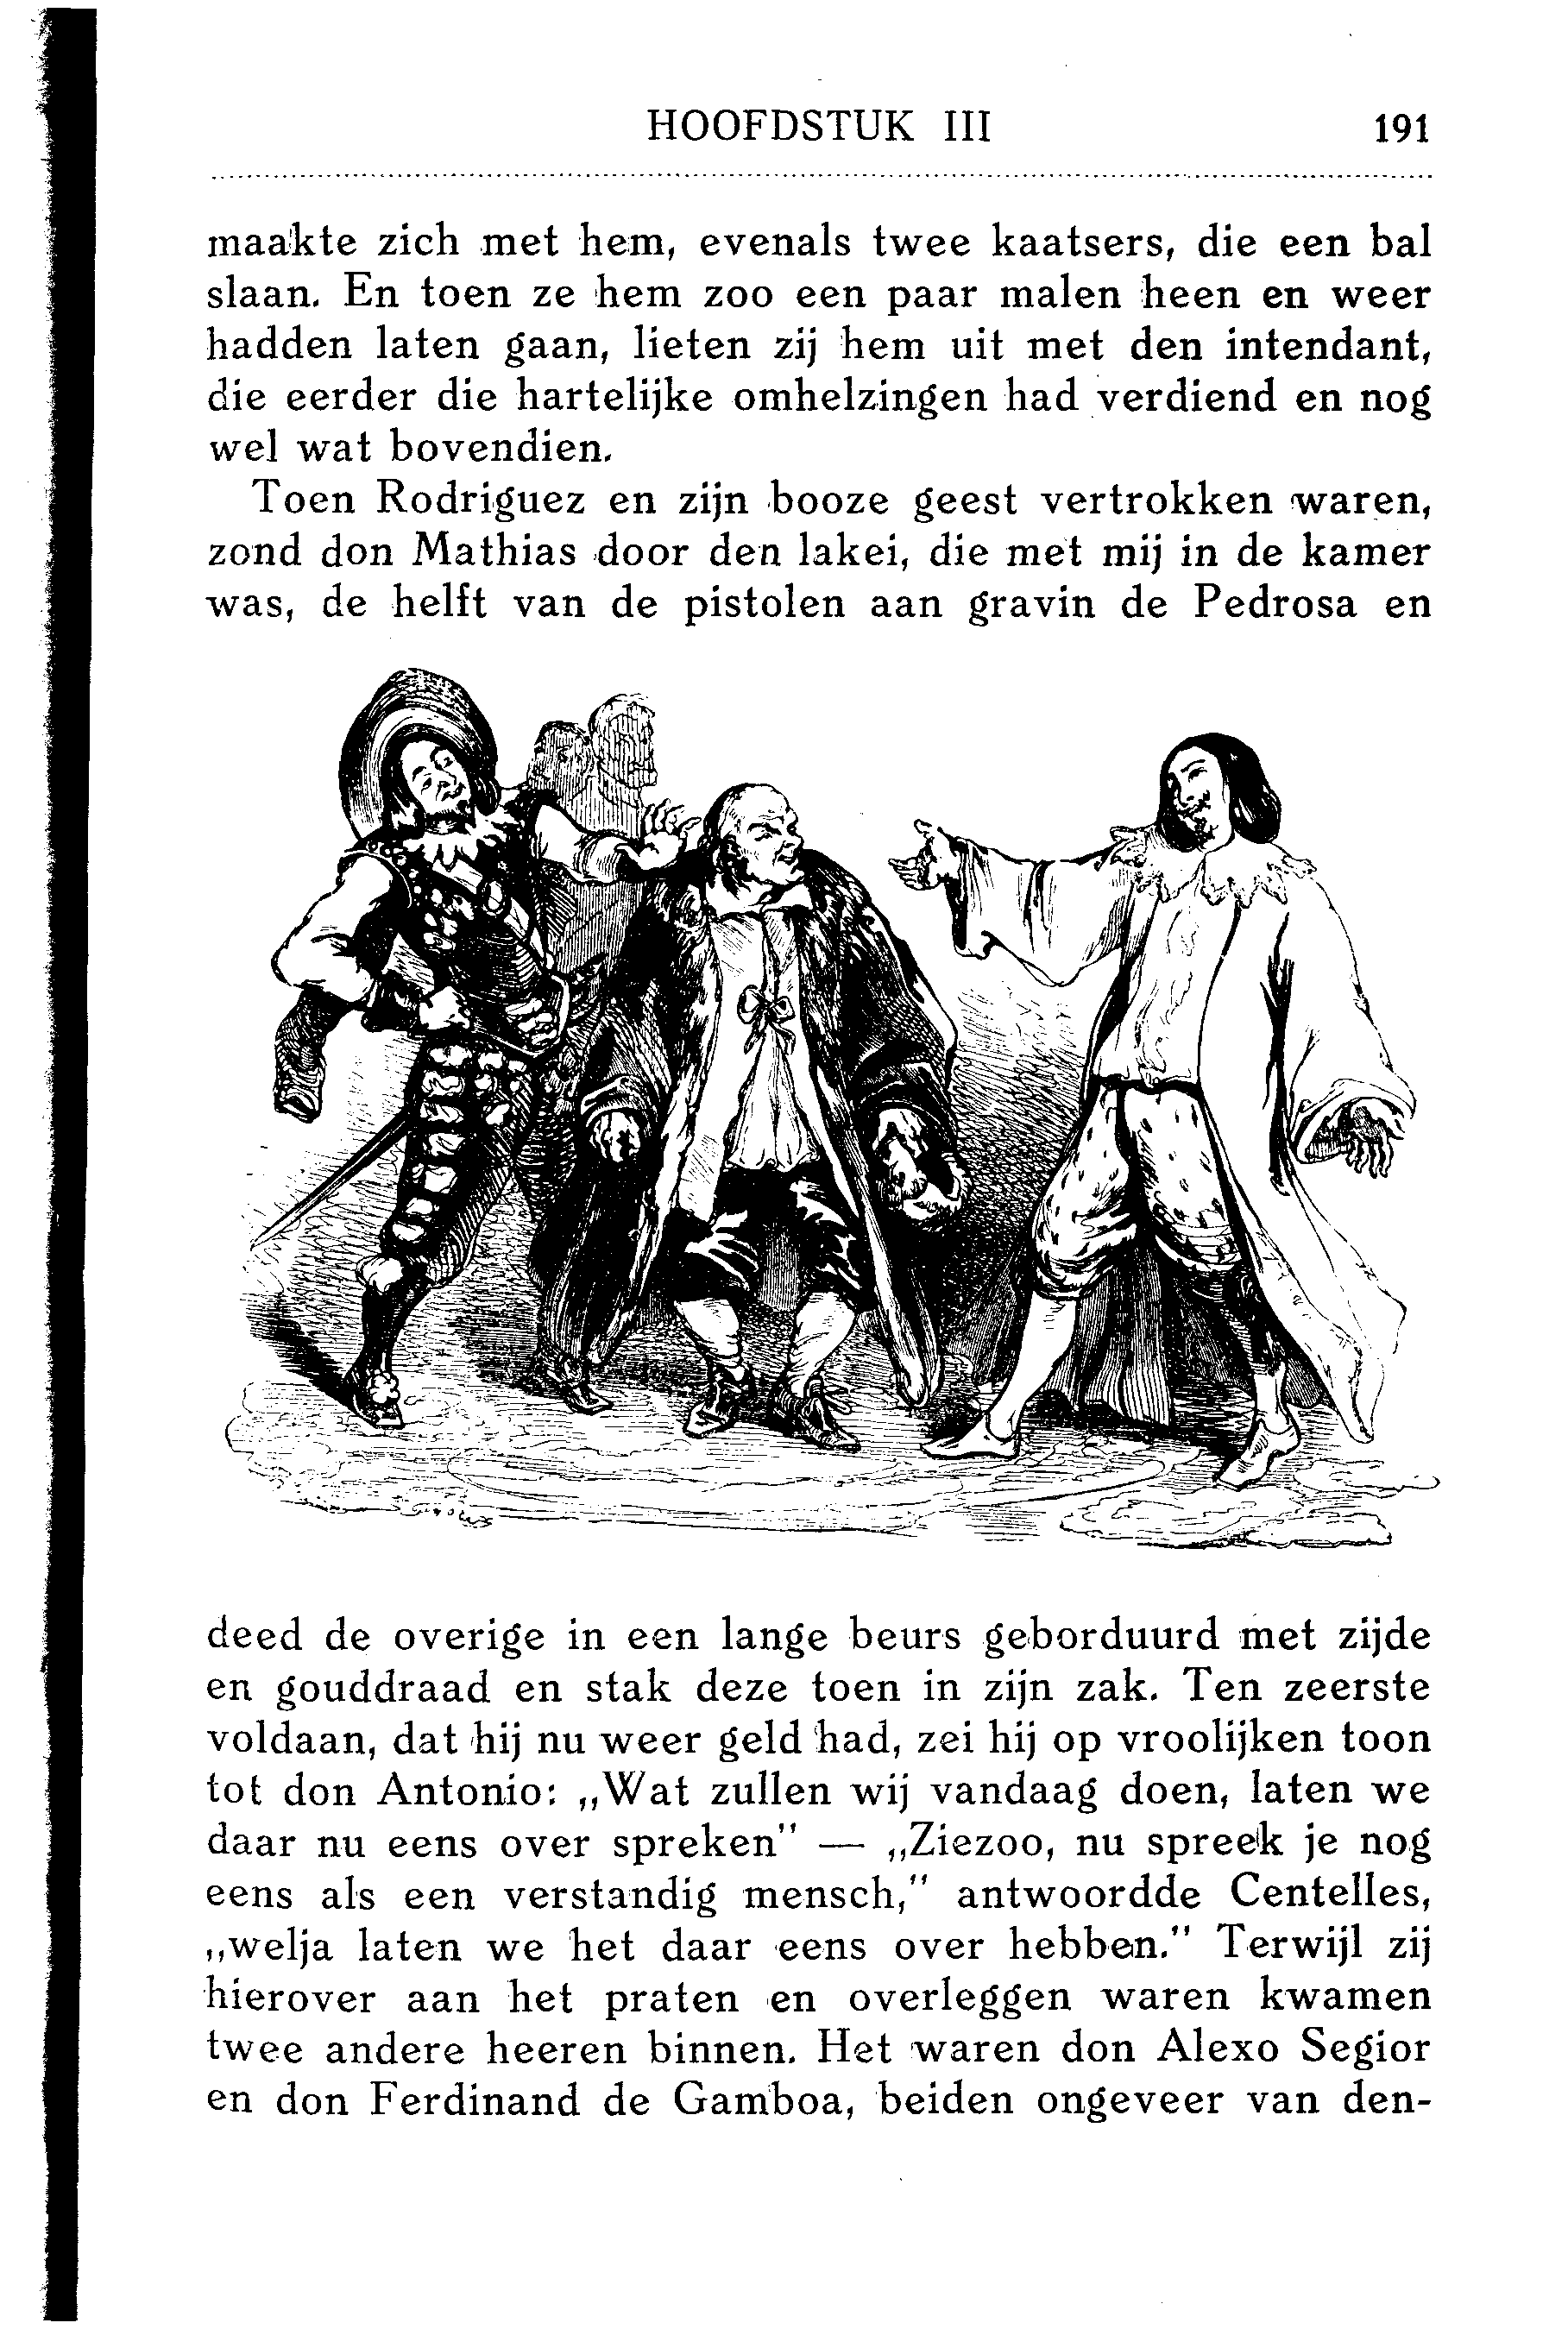 HOOFDSTUK III 191
maakte zich met hem, evenals twee kaatsers, die een bal
slaan. En toen ze hem zoo een paar malen heen en weer
hadden laten gaan, lieten zij hem uit met den intendant,
die eerder die hartelijke omhelzingen had verdiend en nog
wel wat bovendien.
Toen Rodriguez en zijn booze geest vertrokken waren,
zond don Mathias door den lakei, die met mij in de kamer
was, de helft van de pistolen aan gravin de Pedrosa en
deed de overige in een lange beurs geborduurd met zijde
en gouddraad en stak deze toen in zijn zak. Ten zeerste
voldaan, dat hij nu weer geld had, zei hij op vroolijken toon
tot don Antonio: „Wat zullen wij vandaag doen, laten we
daar nu eens over spreken" — „Ziezoo, nu spreek je nog
eens als een verstandig mensch," antwoordde Centelles,
„welja laten we het daar eens over hebben." Terwijl zij
hierover aan het praten en overleggen waren kwamen
twee andere heeren binnen. Het waren don Alexo Segior
en don Ferdinand de Gamboa, beiden ongeveer van den-